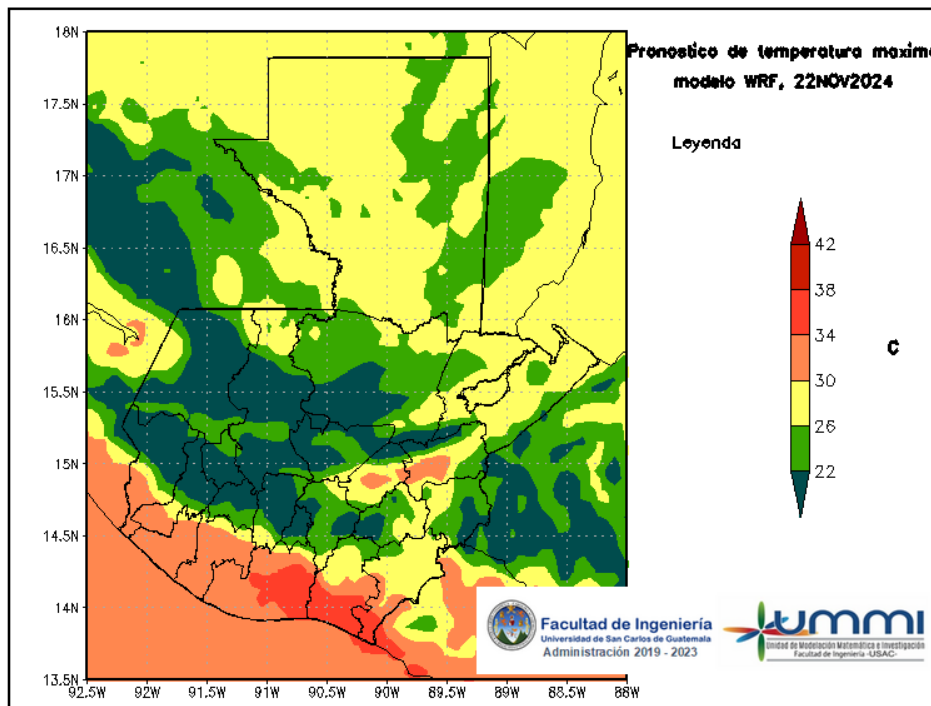 Pronostico de temperatura maxima
modelo WRF, 22NOV2024
Leyenda
42
38
34
30
26
22
C
18N
17.5N
17N
16.5N
16N
15.5N
15N
14.5N
14N
13.5N
92.5W
92W
91.5W
91W
90.5W
90W
89.5W
89W
88.5W
88W
Facultad de Ingeniería
Universidad de San Carlos de Guatemala
Administración 2019 - 2023
ummi
Unidad de Modelación Matemática e Investigación
Facultad de Ingeniería -USAC-